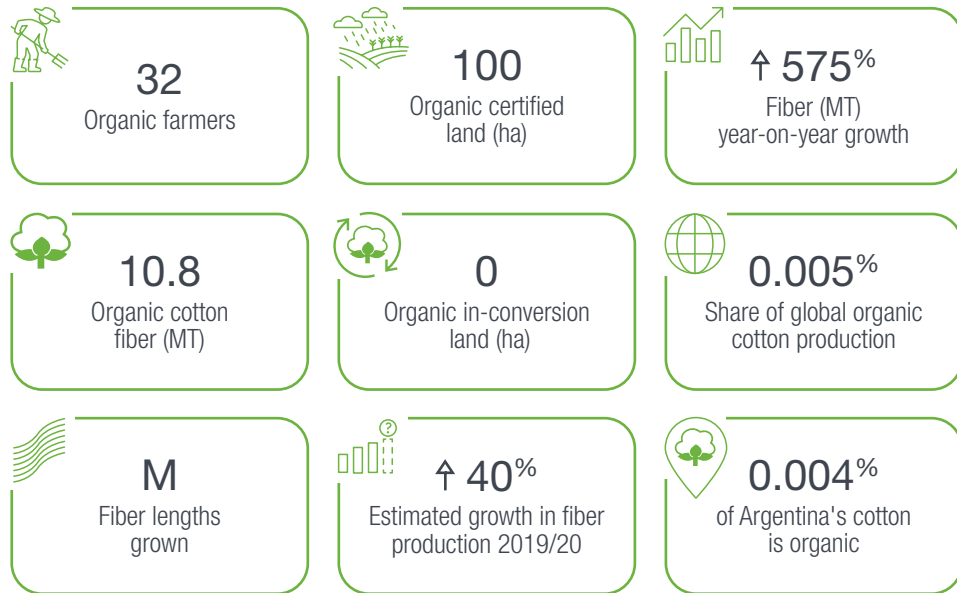 32
Organic farmers
100
Organic certified
land (ha)
↑ 575%
Fiber (MT)
year-on-year growth
10.8
Organic cotton
fiber (MT)
0
Organic in-conversion
land (ha)
0.005%
Share of global organic
cotton production
M
Fiber lengths
grown
?
↑ 40%
Estimated growth in fiber
production 2019/20
0.004%
of Argentina's cotton
is organic